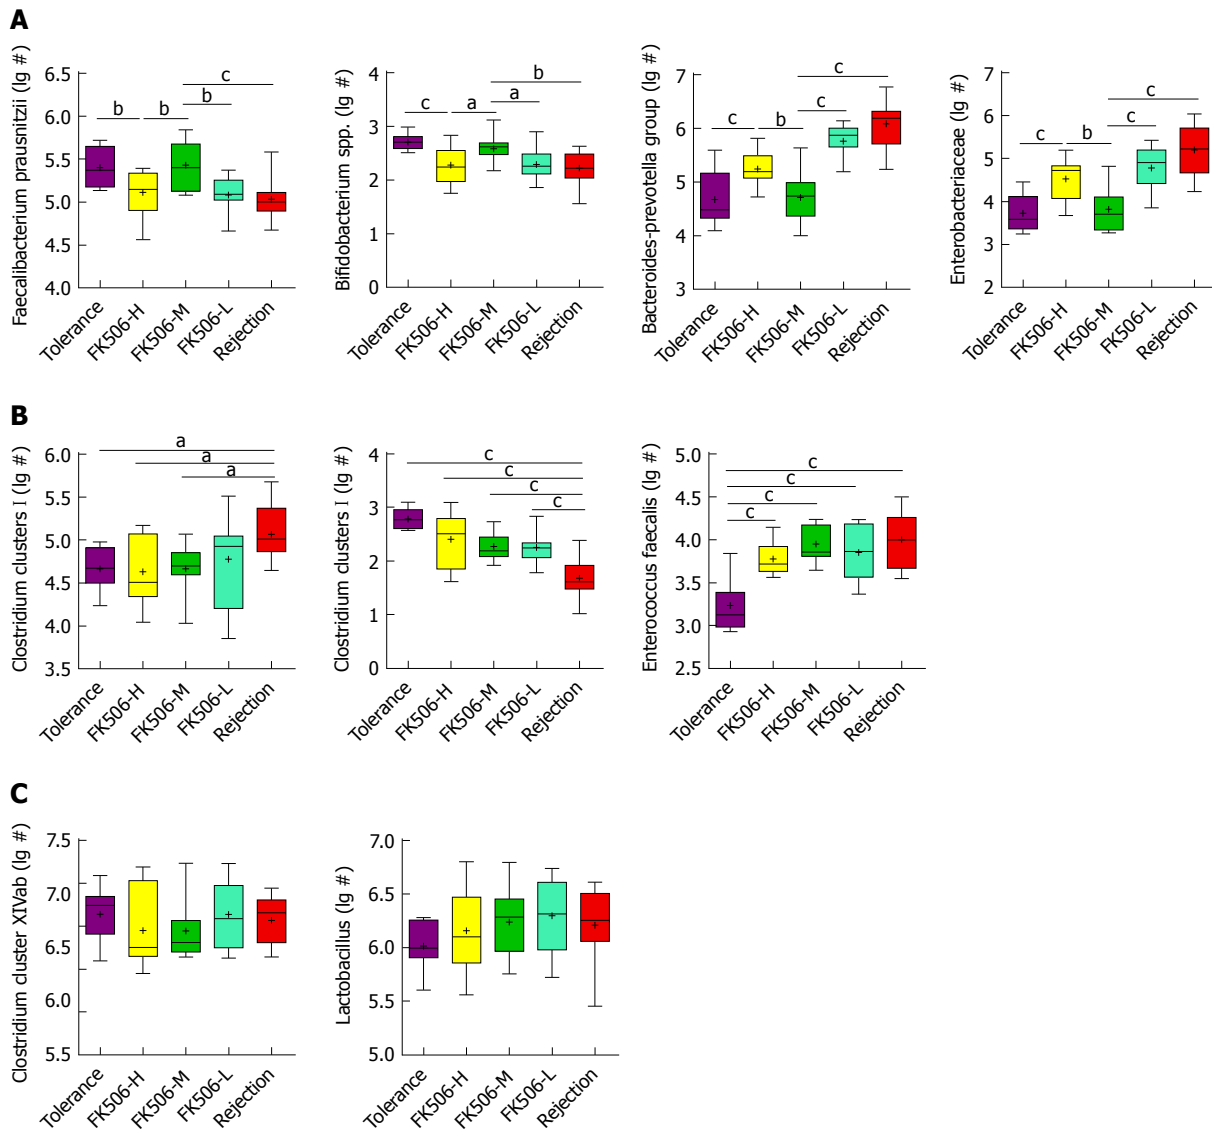 A
Faecalibacterium prausnitzii (lg #)
6.5
6.0
5.5
5.0
4.5
4.0
b
b
b
c
Tolerance
FK506-H
FK506-M
FK506-L
Rejection
Bifidobacterium spp. (lg #)
4
3
2
1
0
c
a
a
b
Tolerance
FK506-H
FK506-M
FK506-L
Rejection
Bacteroides-prevotella group (lg #)
7
6
5
4
3
c
b
c
c
Tolerance
FK506-H
FK506-M
FK506-L
Rejection
Enterobacteriaceae (lg #)
7
6
5
4
3
2
c
b
c
c
Tolerance
FK506-H
FK506-M
FK506-L
Rejection
B
Clostridium clusters I (lg #)
6.0
5.5
5.0
4.5
4.0
3.5
a
a
a
Tolerance
FK506-H
FK506-M
FK506-L
Rejection
Clostridium clusters I (lg #)
4
3
2
1
0
c
c
c
c
Tolerance
FK506-H
FK506-M
FK506-L
Rejection
Enterococcus faecalis (lg #)
5.0
4.5
4.0
3.5
3.0
2.5
c
c
c
c
Tolerance
FK506-H
FK506-M
FK506-L
Rejection
C
Clostridium cluster XIVab (lg #)
7.5
7.0
6.5
6.0
5.5
Tolerance
FK506-H
FK506-M
FK506-L
Rejection
Lactobacillus (lg #)
7.0
6.5
6.0
5.5
5.0
Tolerance
FK506-H
FK506-M
FK506-L
Rejection